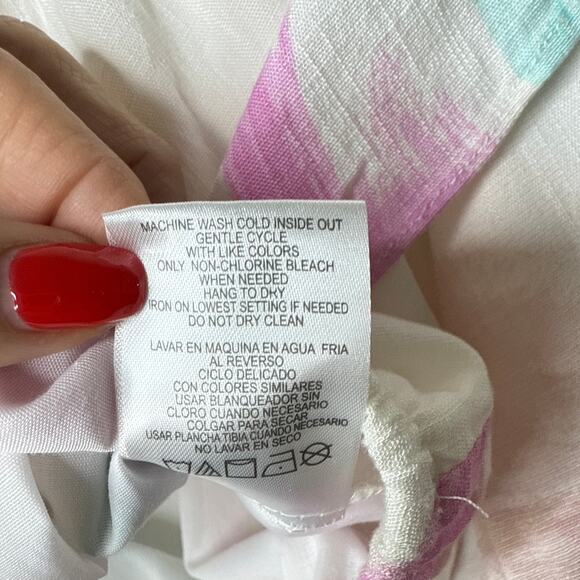 MACHINE WASH COLD INSIDE OUT
GENTLE CYCLE
WITH LIKE COLORS
ONLY NON-CHLORINE BLEACH
WHEN NEEDED
HANG TO DRY
IRON ON LOWEST SETTING IF NEEDED
DO NOT DRY CLEAN
LAVAR EN MAQUINA EN AGUA FRIA
AL REVERSO
CICLO DELICADO
CON COLORES SIMILARES
USAR BLANQUEADOR SIN
CLORO CUANDO NECESARIO
COLGAR PARA SECAR
USAR PLANCHA TIBIA CUANDO NECESARIO
NO LAVAR EN SECO